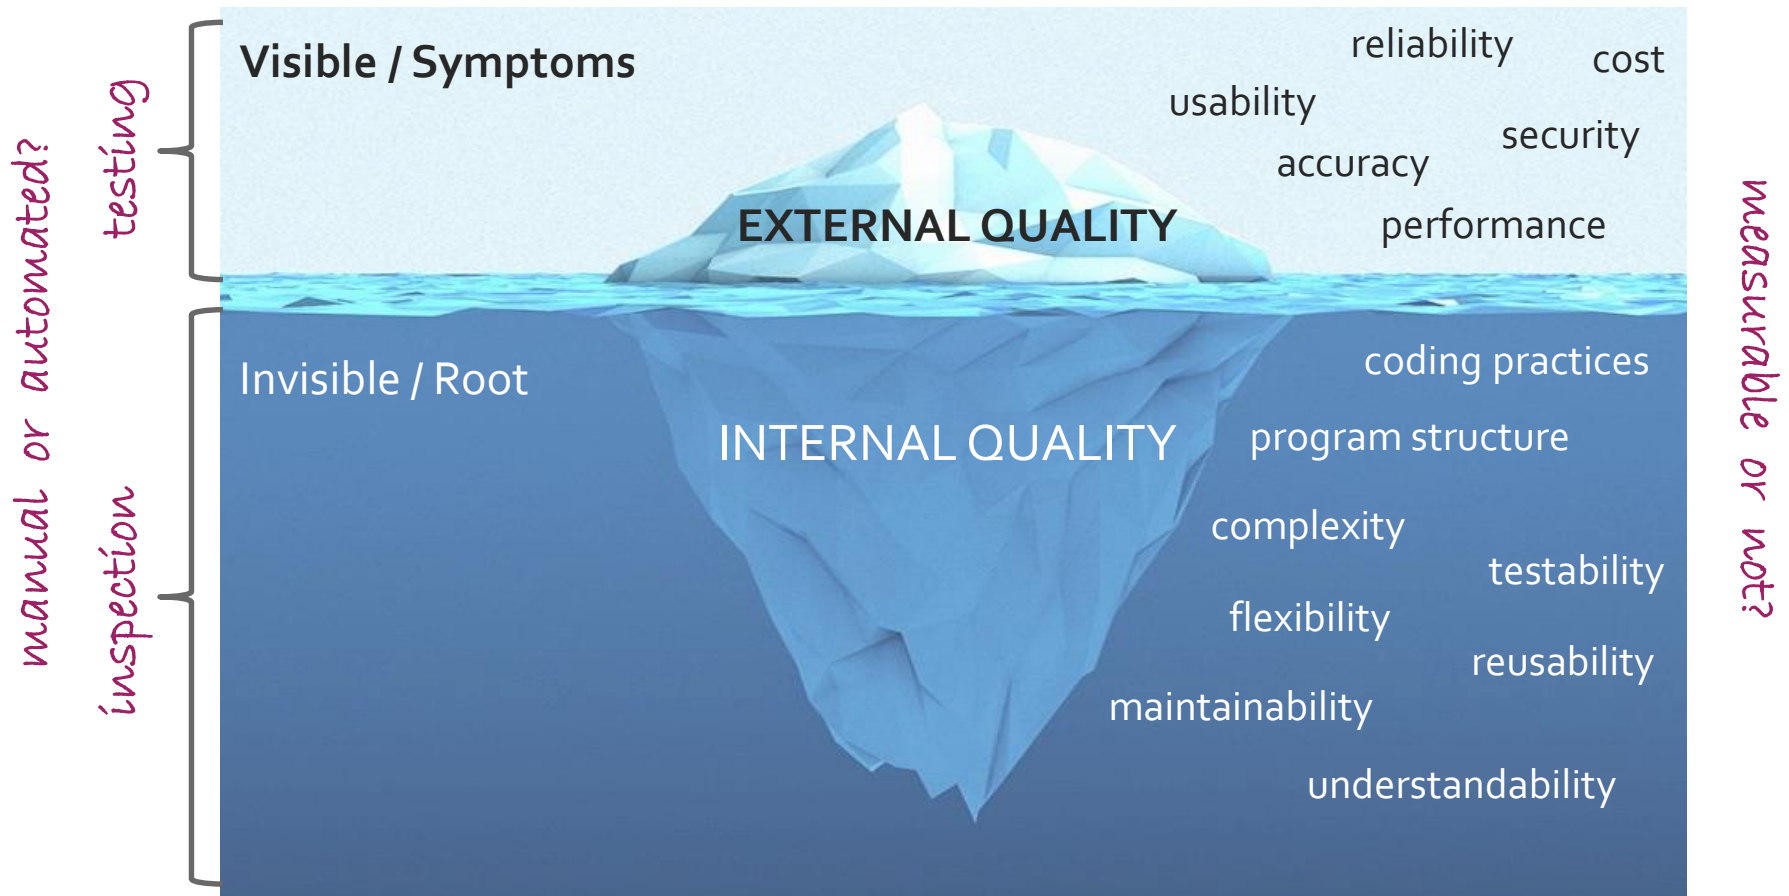 Visible / Symptoms
reliability
cost
usability
security
accuracy
EXTERNAL QUALITY
performance
Invisible / Root
coding practices
INTERNAL QUALITY
program structure
complexity
testability
flexibility
reusability
maintainability
understandability
manual or automated?
testing
inspection
measurable or not?